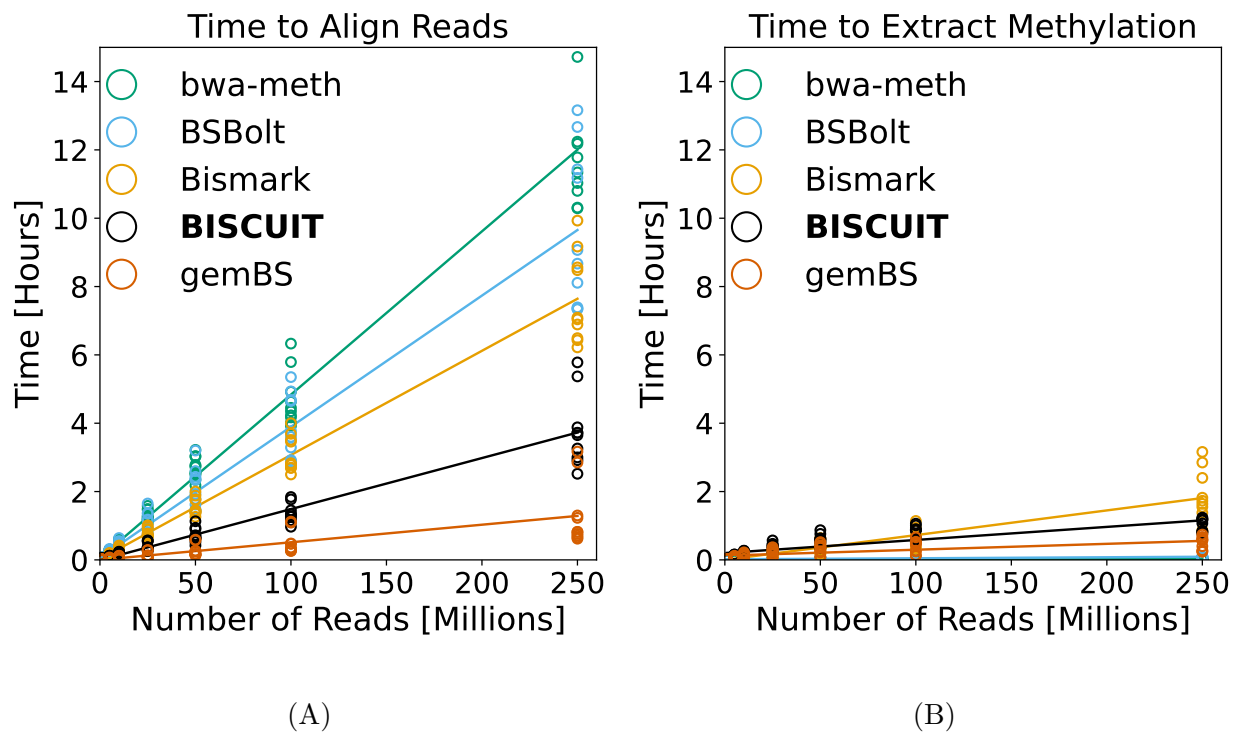 Time to Align Reads
14
12
10
8
6
4
2
0
bwa-meth
BSBolt
Bismark
BISCUIT
gemBS
Time [Hours]
0 50 100 150 200 250
Number of Reads [Millions]
(A)
Time to Extract Methylation
14
12
10
8
6
4
2
0
bwa-meth
BSBolt
Bismark
BISCUIT
gemBS
Time [Hours]
0 50 100 150 200 250
Number of Reads [Millions]
(B)